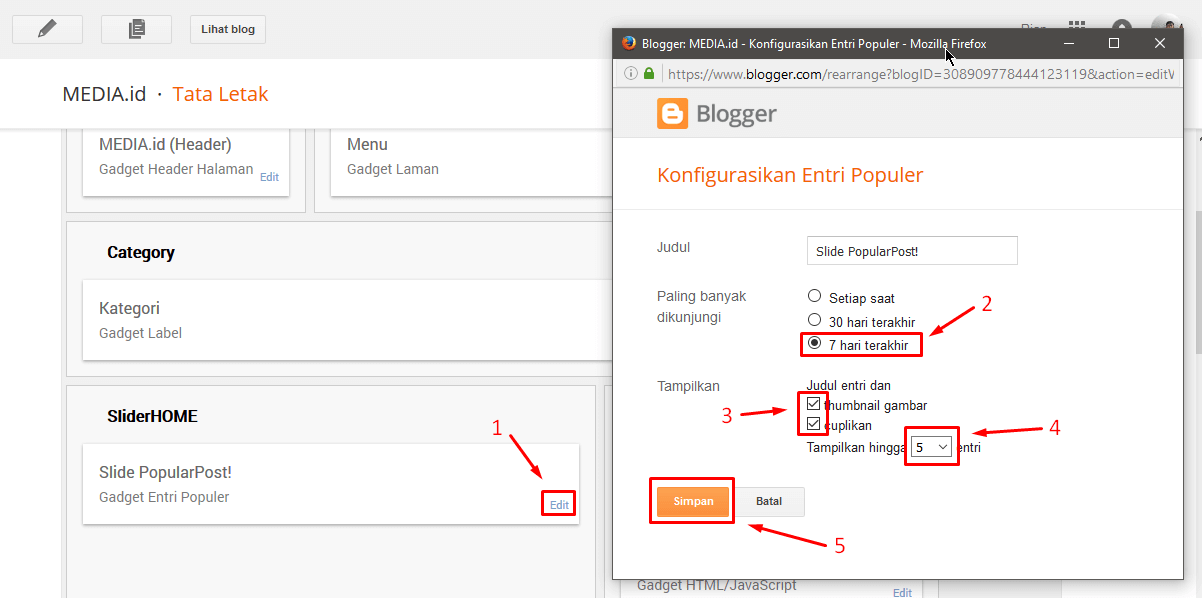 Lihat blog
MEDIA.id · Tata Letak
MEDIA.id (Header)
Gadget Header Halaman
Edit
Menu
Gadget Laman
Category
Kategori
Gadget Label
SliderHOME
1
Slide PopularPost!
Gadget Entri Populer
Edit
Gadget HTML/JavaScript
Edit
Blogger: MEDIA.id - Konfigurasikan Entri Populer - Mozilla Firefox
https://www.blogger.com/rearrange?blogID=308909778444123119&action=editW
Blogger
Konfigurasikan Entri Populer
Judul
Slide PopularPost!
Paling banyak
dikunjungi
Setiap saat
30 hari terakhir
7 hari terakhir
2
Tampilkan
Judul entri dan
thumbnail gambar
cuplikan
3
Tampilkan hingga 5 entri
4
Simpan
Batal
5